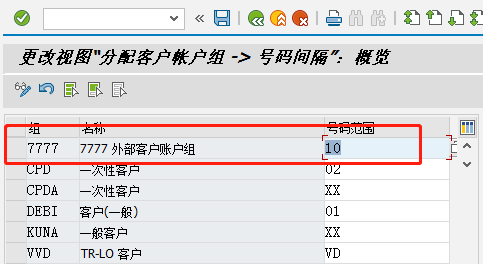 更改视图"分配客户帐户组 -> 号码间隔": 概览
组 名称 号码范围
7777 7777 外部客户账户组 10
CPD 一次性客户 02
CPDA 一次性客户 XX
DEBI 客户(一般) 01
KUNA 一般客户 XX
VVD TR-LO 客户 VD